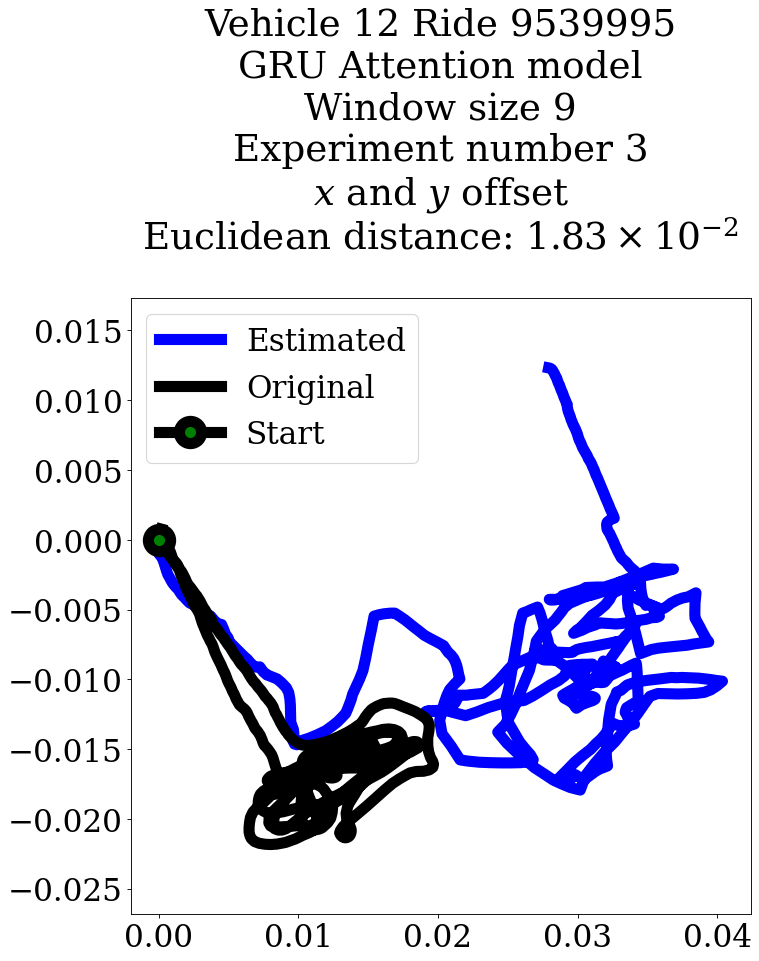 Vehicle 12 Ride 9539995
GRU Attention model
Window size 9
Experiment number 3
x and y offset
Euclidean distance: 1.83 × 10⁻²
Estimated
Original
Start
0.015
0.010
0.005
0.000
−0.005
−0.010
−0.015
−0.020
−0.025
0.00 0.01 0.02 0.03 0.04